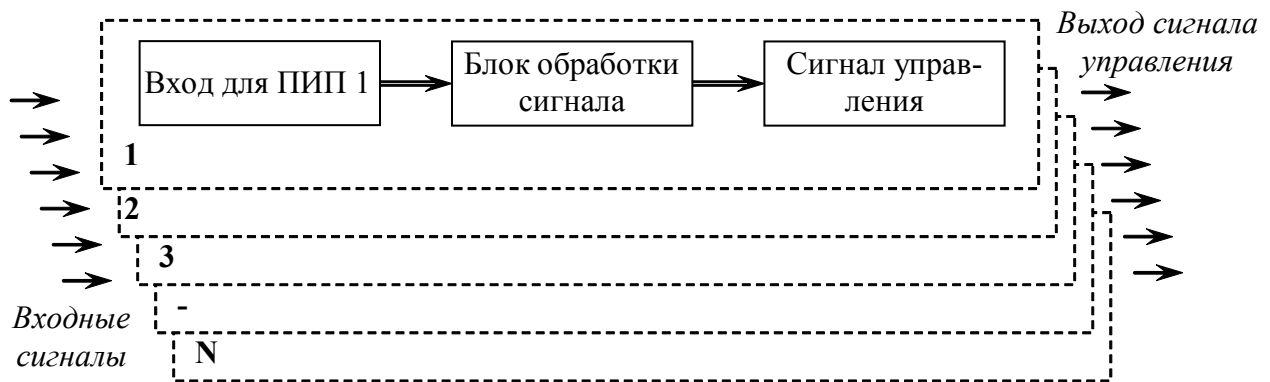 Выход сигнала
управления
Вход для ПИП 1
Блок обработки
сигнала
Сигнал управ-
ления
1
2
3
-
N
Входные
сигналы